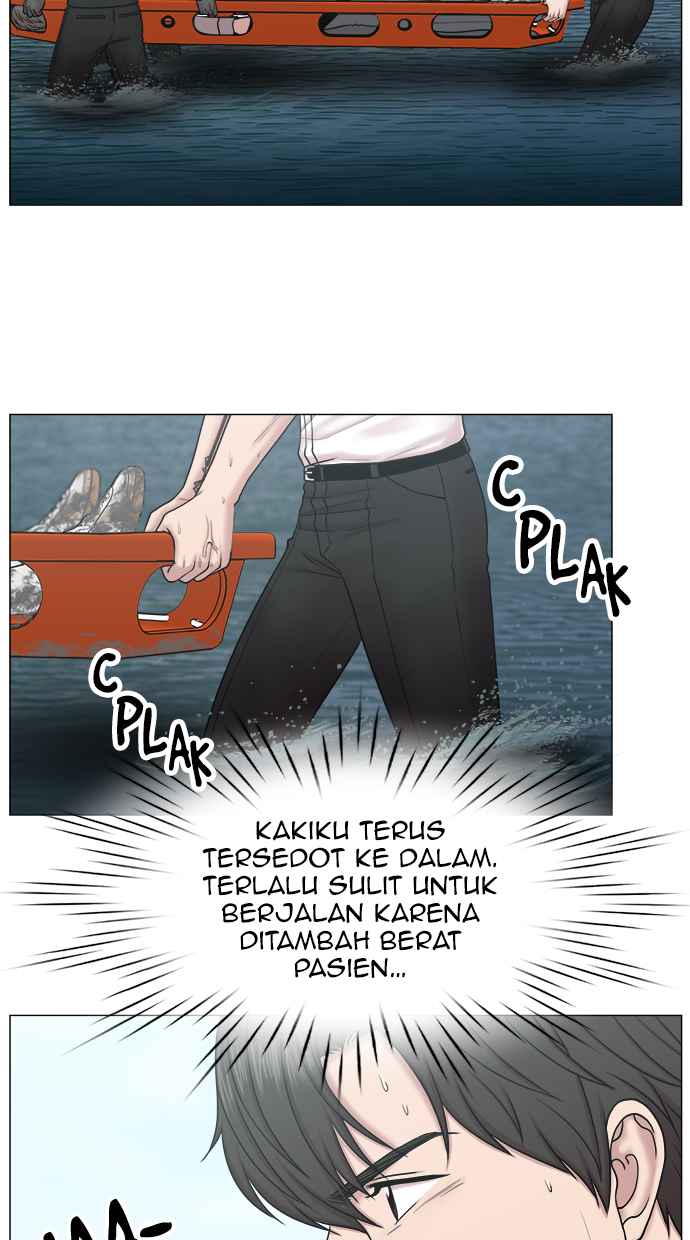 C
PLAK
C
PLAK
KAKIKU TERUS
TERSEDOT KE DALAM.
TERLALU SULIT UNTUK
BERJALAN KARENA
DITAMBAH BERAT
PASIEN...